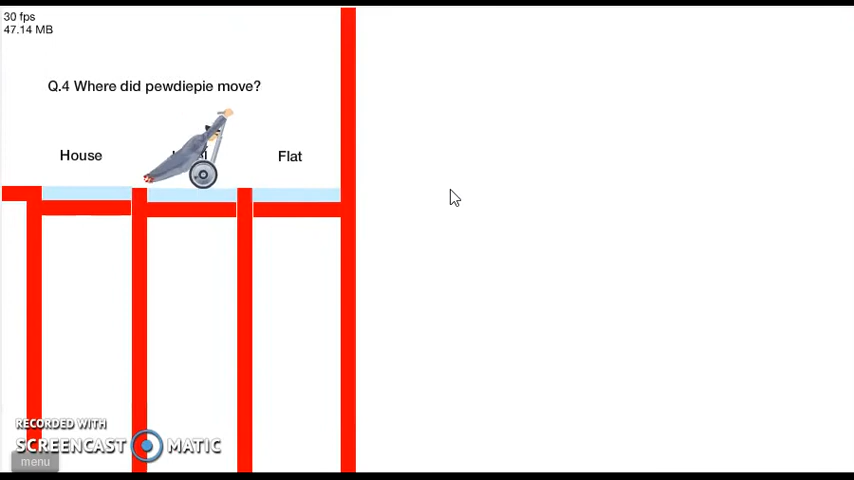 30 fps
47.14 MB
Q.4 Where did pewdiepie move?
House
Flat
RECORDED WITH
SCREENCAST MATIC
menu